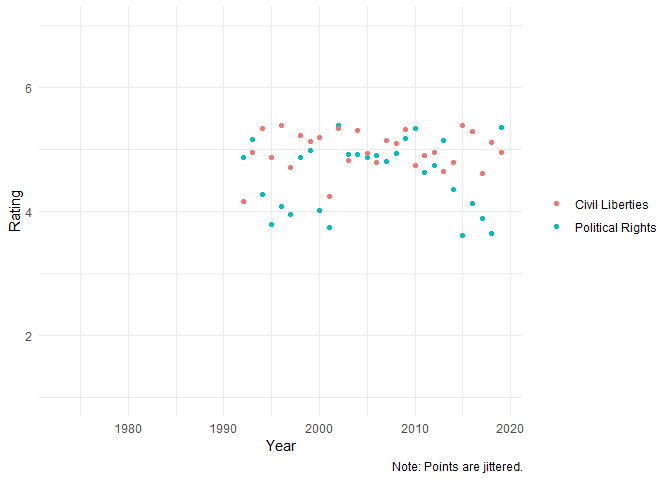 6
4
2
Rating
1980
1990
2000
2010
2020
Year
Civil Liberties
Political Rights
Note: Points are jittered.